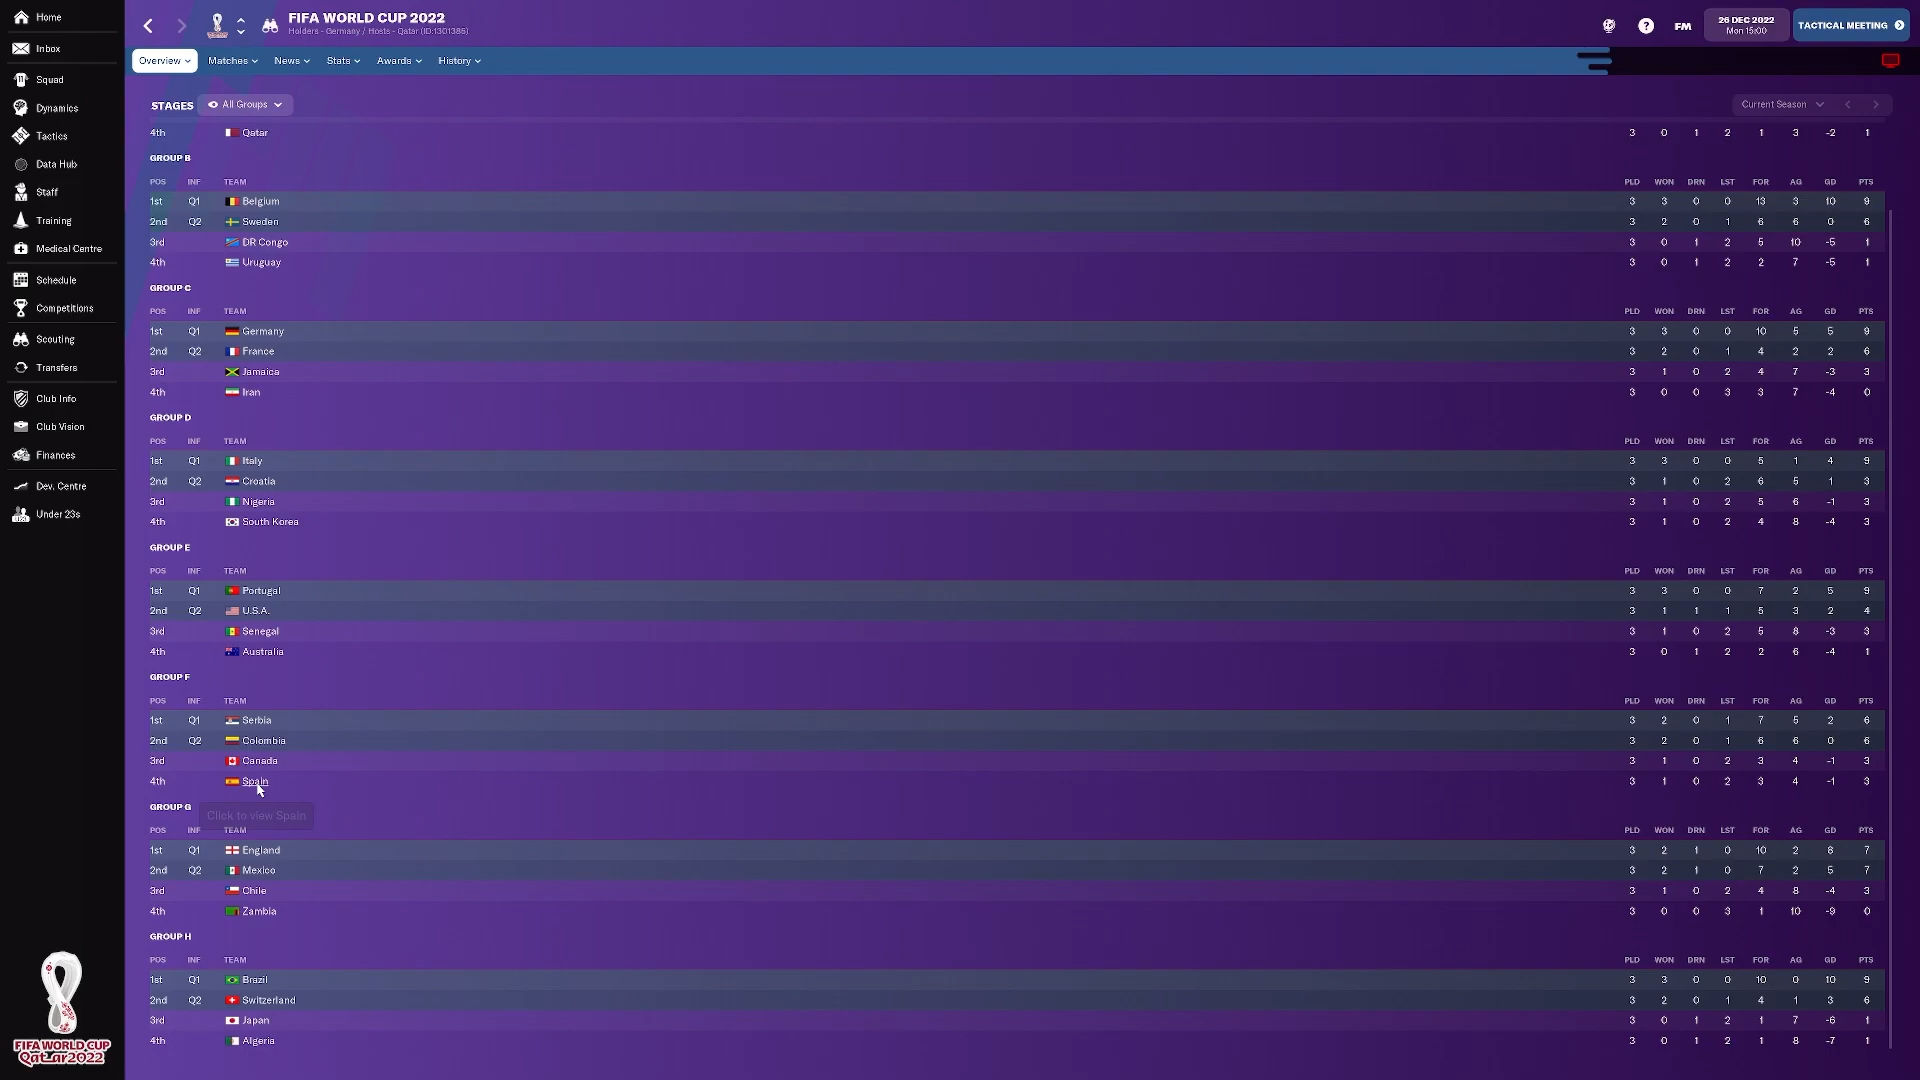 Home
Inbox
Squad
Dynamics
Tactics
Data Hub
Staff
Training
Medical Centre
Schedule
Competitions
Scouting
Transfers
Club Info
Club Vision
Finances
Dev. Centre
Under 23s
FIFA WORLD CUP
Qatar2022
FIFA WORLD CUP 2022
Holders - Germany / Hosts - Qatar (ID:1301385)
FM
26 DEC 2022
Mon 15:00
TACTICAL MEETING
Overview Matches News Stats Awards History
STAGES All Groups Current Season
4th Qatar 3 0 1 2 1 3 -2 1
GROUP B
POS INF TEAM PLD WON DRN LST FOR AG GD PTS
1st Q1 Belgium 3 3 0 0 13 3 10 9
2nd Q2 Sweden 3 2 0 1 6 6 0 6
3rd DR Congo 3 0 1 2 5 10 -5 1
4th Uruguay 3 0 1 2 2 7 -5 1
GROUP C
POS INF TEAM PLD WON DRN LST FOR AG GD PTS
1st Q1 Germany 3 3 0 0 10 5 5 9
2nd Q2 France 3 2 0 1 4 2 2 6
3rd Jamaica 3 1 0 2 4 7 -3 3
4th Iran 3 0 0 3 3 7 -4 0
GROUP D
POS INF TEAM PLD WON DRN LST FOR AG GD PTS
1st Q1 Italy 3 3 0 0 5 1 4 9
2nd Q2 Croatia 3 1 0 2 6 5 1 3
3rd Nigeria 3 1 0 2 5 6 -1 3
4th South Korea 3 1 0 2 4 8 -4 3
GROUP E
POS INF TEAM PLD WON DRN LST FOR AG GD PTS
1st Q1 Portugal 3 3 0 0 7 2 5 9
2nd Q2 U.S.A. 3 1 1 1 5 3 2 4
3rd Senegal 3 1 0 2 5 8 -3 3
4th Australia 3 0 1 2 2 6 -4 1
GROUP F
POS INF TEAM PLD WON DRN LST FOR AG GD PTS
1st Q1 Serbia 3 2 0 1 7 5 2 6
2nd Q2 Colombia 3 2 0 1 6 6 0 6
3rd Canada 3 1 0 2 3 4 -1 3
4th Spain 3 1 0 2 3 4 -1 3
GROUP G
Click to view Spain
POS INF TEAM PLD WON DRN LST FOR AG GD PTS
1st Q1 England 3 2 1 0 10 2 8 7
2nd Q2 Mexico 3 2 1 0 7 2 5 7
3rd Chile 3 1 0 2 4 8 -4 3
4th Zambia 3 0 0 3 1 10 -9 0
GROUP H
POS INF TEAM PLD WON DRN LST FOR AG GD PTS
1st Q1 Brazil 3 3 0 0 10 0 10 9
2nd Q2 Switzerland 3 2 0 1 4 1 3 6
3rd Japan 3 0 1 2 1 7 -6 1
4th Algeria 3 0 1 2 1 8 -7 1